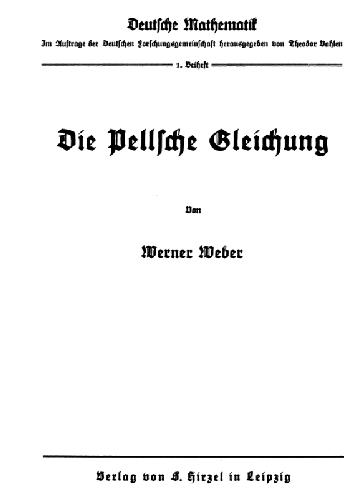 Deutsche Mathematik
Im Auftrage der Deutschen Forschungsgemeinschaft herausgegeben von Theodor Vahlen
1. Beiheft
Die Pellsche Gleichung
Von
Werner Weber
Verlag von S. Hirzel in Leipzig